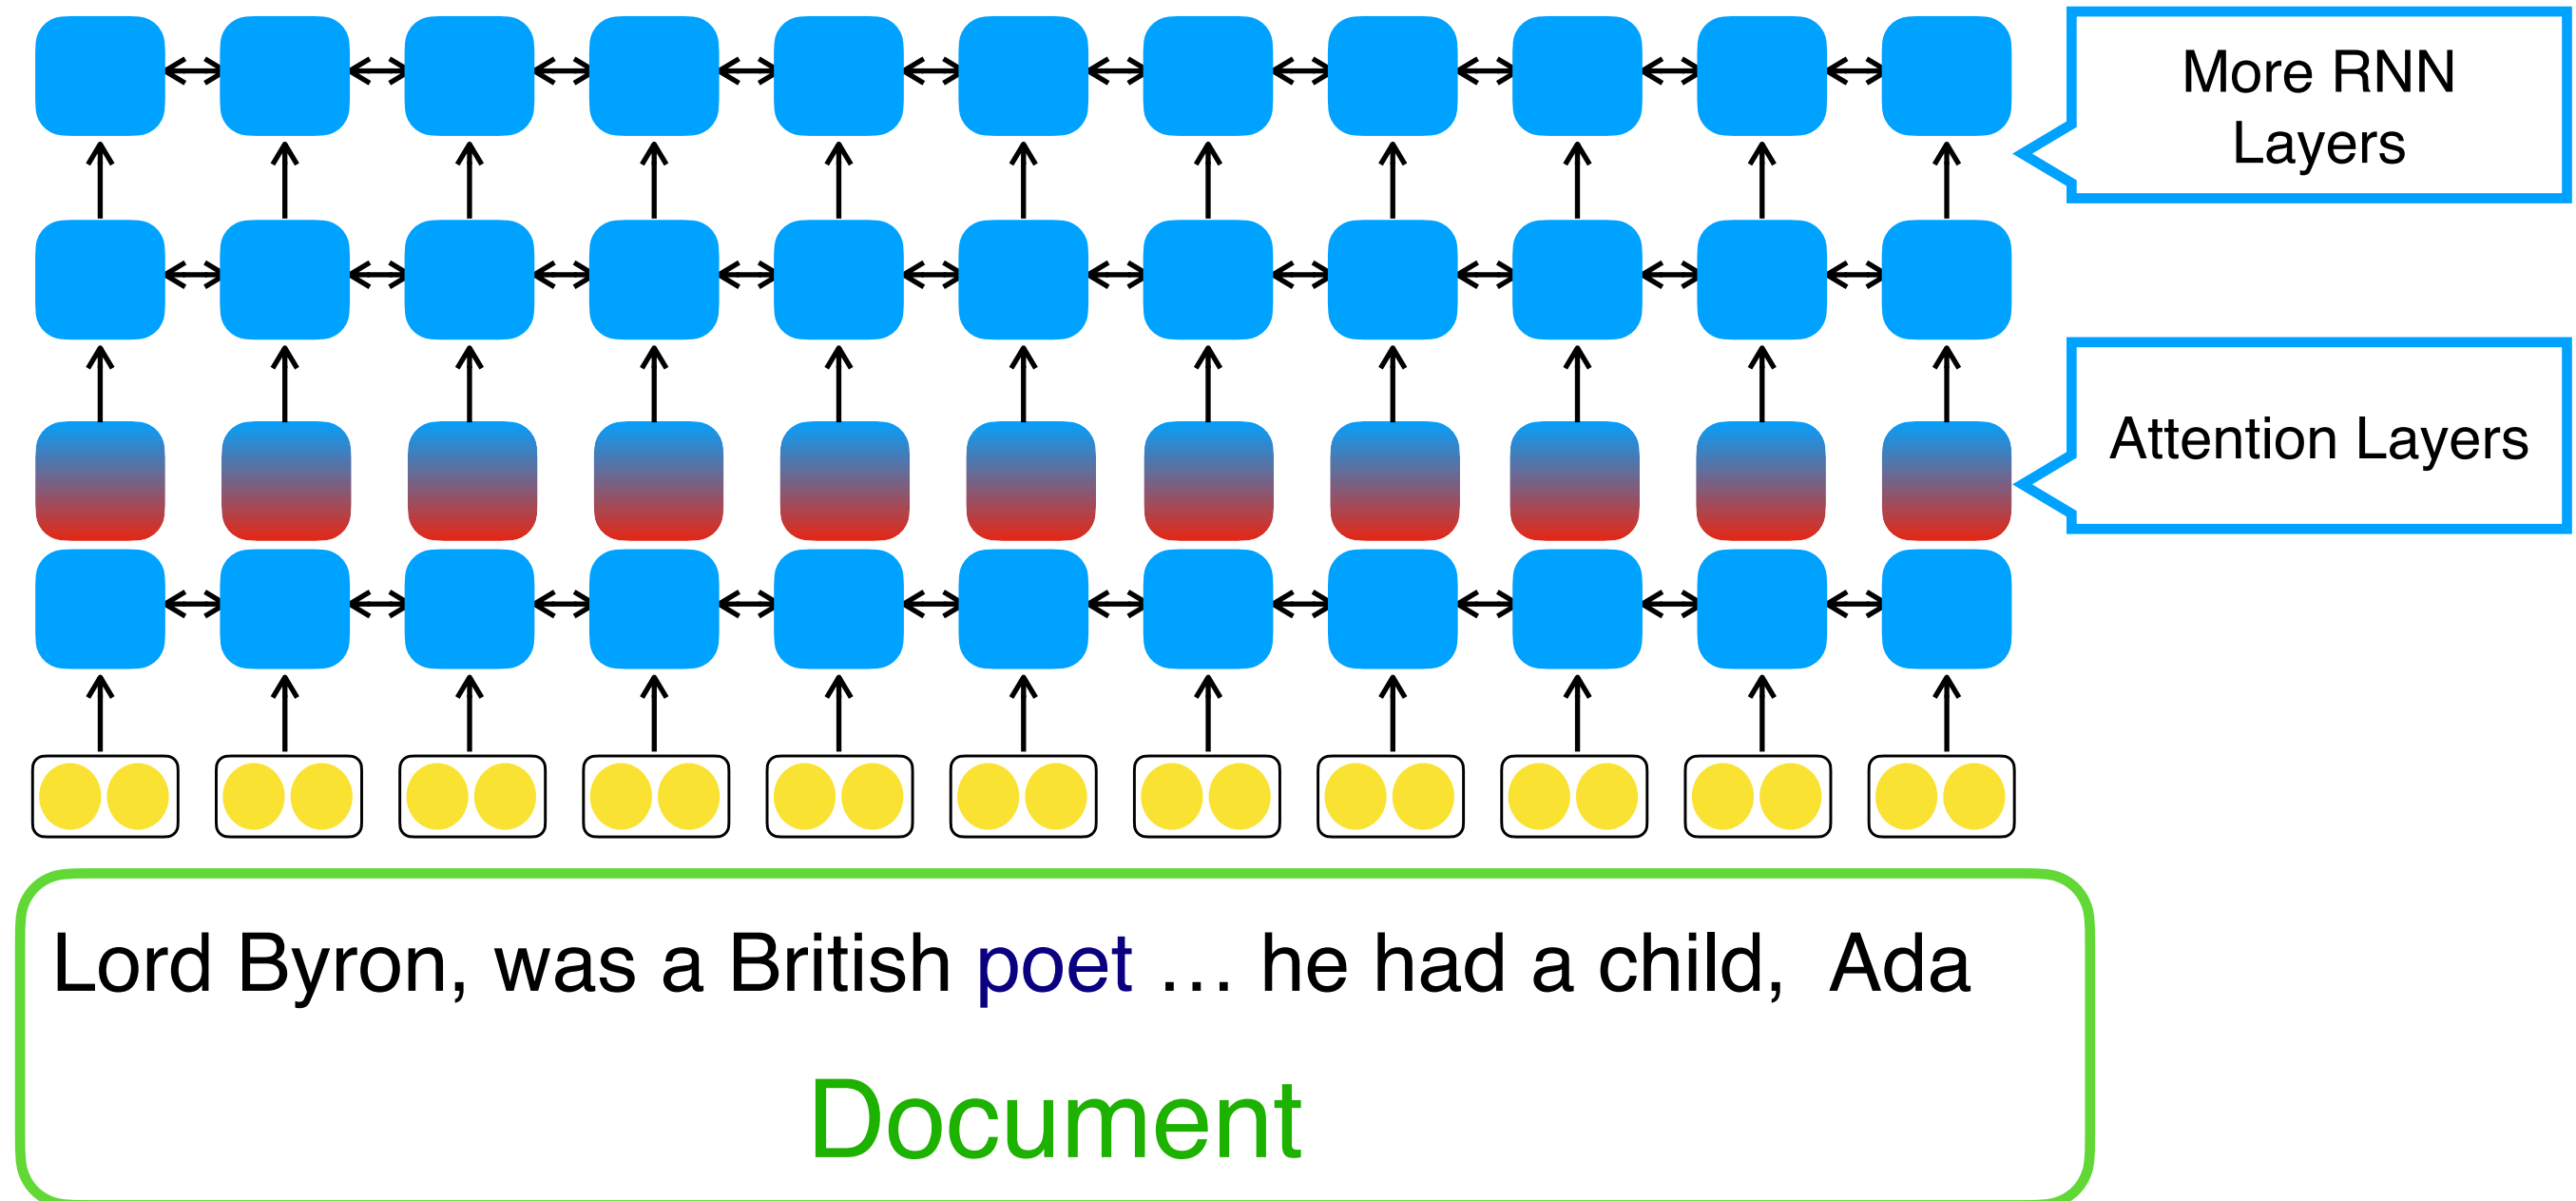 More RNN
Layers
Attention Layers
Lord Byron, was a British poet … he had a child, Ada
Document